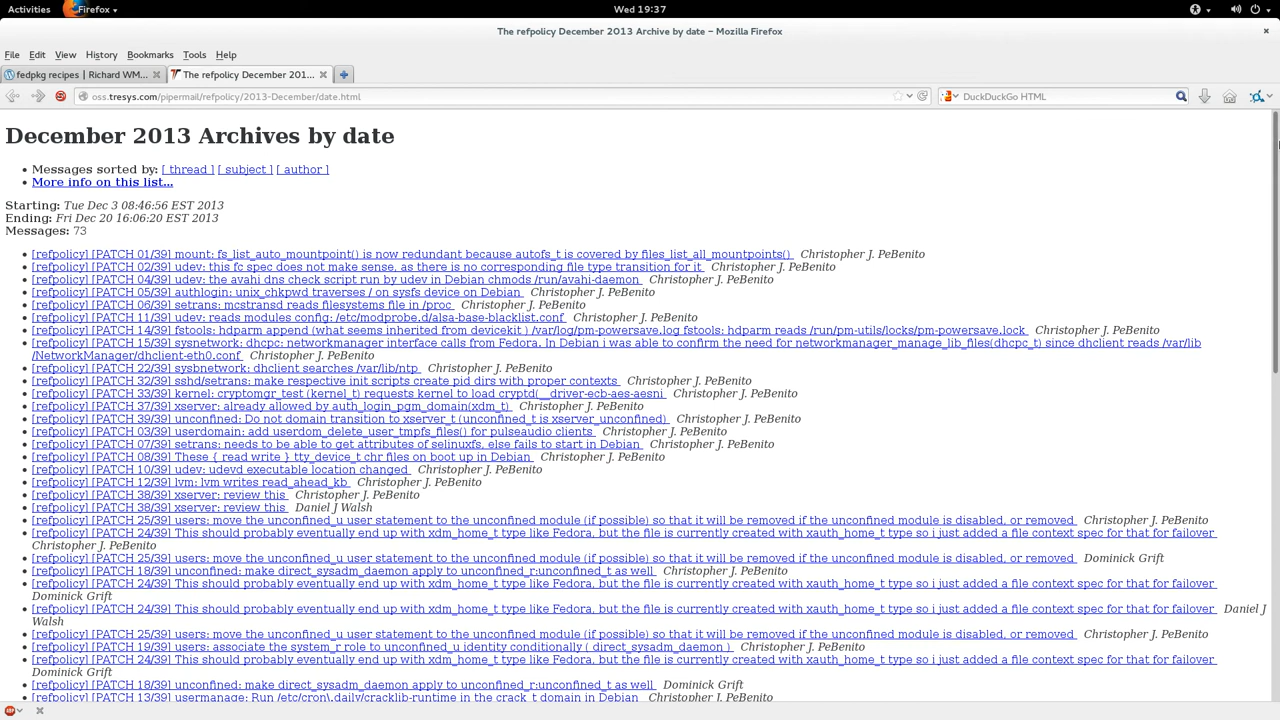 Activities
Firefox
Wed 19:37
The refpolicy December 2013 Archive by date – Mozilla Firefox
File Edit View History Bookmarks Tools Help
fedpkg recipes | Richard WM...
The refpolicy December 201...
oss.tresys.com/pipermail/refpolicy/2013-December/date.html
DuckDuckGo HTML
December 2013 Archives by date
• Messages sorted by: [ thread ] [ subject ] [ author ]
• More info on this list...
Starting: Tue Dec 3 08:46:56 EST 2013
Ending: Fri Dec 20 16:06:20 EST 2013
Messages: 73
• [refpolicy] [PATCH 01/39] mount: fs_list_auto_mountpoint() is now redundant because autofs_t is covered by files_list_all_mountpoints() Christopher J. PeBenito
• [refpolicy] [PATCH 02/39] udev: this fc spec does not make sense, as there is no corresponding file type transition for it Christopher J. PeBenito
• [refpolicy] [PATCH 04/39] udev: the avahi dns check script run by udev in Debian chmods /run/avahi-daemon Christopher J. PeBenito
• [refpolicy] [PATCH 05/39] authlogin: unix_chkpwd traverses / on sysfs device on Debian Christopher J. PeBenito
• [refpolicy] [PATCH 06/39] setrans: mcstransd reads filesystems file in /proc Christopher J. PeBenito
• [refpolicy] [PATCH 11/39] udev: reads modules config: /etc/modprobe.d/alsa-base-blacklist.conf Christopher J. PeBenito
• [refpolicy] [PATCH 14/39] fstools: hdparm append (what seems inherited from devicekit ) /var/log/pm-powersave.log fstools: hdparm reads /run/pm-utils/locks/pm-powersave.lock Christopher J. PeBenito
• [refpolicy] [PATCH 15/39] sysnetwork: dhcpc: networkmanager interface calls from Fedora. In Debian i was able to confirm the need for networkmanager_manage_lib_files(dhcpc_t) since dhclient reads /var/lib
/NetworkManager/dhclient-eth0.conf Christopher J. PeBenito
• [refpolicy] [PATCH 22/39] sysbnetwork: dhclient searches /var/lib/ntp Christopher J. PeBenito
• [refpolicy] [PATCH 32/39] sshd/setrans: make respective init scripts create pid dirs with proper contexts Christopher J. PeBenito
• [refpolicy] [PATCH 33/39] kernel: cryptomgr_test (kernel_t) requests kernel to load cryptd(__driver-ecb-aes-aesni Christopher J. PeBenito
• [refpolicy] [PATCH 37/39] xserver: already allowed by auth_login_pgm_domain(xdm_t) Christopher J. PeBenito
• [refpolicy] [PATCH 39/39] unconfined: Do not domain transition to xserver_t (unconfined_t is xserver_unconfined) Christopher J. PeBenito
• [refpolicy] [PATCH 03/39] userdomain: add userdom_delete_user_tmpfs_files() for pulseaudio clients Christopher J. PeBenito
• [refpolicy] [PATCH 07/39] setrans: needs to be able to get attributes of selinuxfs, else fails to start in Debian Christopher J. PeBenito
• [refpolicy] [PATCH 08/39] These { read write } tty_device_t chr files on boot up in Debian Christopher J. PeBenito
• [refpolicy] [PATCH 10/39] udev: udevd executable location changed Christopher J. PeBenito
• [refpolicy] [PATCH 12/39] lvm: lvm writes read_ahead_kb Christopher J. PeBenito
• [refpolicy] [PATCH 38/39] xserver: review this Christopher J. PeBenito
• [refpolicy] [PATCH 38/39] xserver: review this Daniel J Walsh
• [refpolicy] [PATCH 25/39] users: move the unconfined_u user statement to the unconfined module (if possible) so that it will be removed if the unconfined module is disabled, or removed Christopher J. PeBenito
• [refpolicy] [PATCH 24/39] This should probably eventually end up with xdm_home_t type like Fedora, but the file is currently created with xauth_home_t type so i just added a file context spec for that for failover
Christopher J. PeBenito
• [refpolicy] [PATCH 25/39] users: move the unconfined_u user statement to the unconfined module (if possible) so that it will be removed if the unconfined module is disabled, or removed Dominick Grift
• [refpolicy] [PATCH 18/39] unconfined: make direct_sysadm_daemon apply to unconfined_r:unconfined_t as well Christopher J. PeBenito
• [refpolicy] [PATCH 24/39] This should probably eventually end up with xdm_home_t type like Fedora, but the file is currently created with xauth_home_t type so i just added a file context spec for that for failover
Dominick Grift
• [refpolicy] [PATCH 24/39] This should probably eventually end up with xdm_home_t type like Fedora, but the file is currently created with xauth_home_t type so i just added a file context spec for that for failover Daniel J
Walsh
• [refpolicy] [PATCH 25/39] users: move the unconfined_u user statement to the unconfined module (if possible) so that it will be removed if the unconfined module is disabled, or removed Christopher J. PeBenito
• [refpolicy] [PATCH 19/39] users: associate the system_r role to unconfined_u identity conditionally ( direct_sysadm_daemon ) Christopher J. PeBenito
• [refpolicy] [PATCH 24/39] This should probably eventually end up with xdm_home_t type like Fedora, but the file is currently created with xauth_home_t type so i just added a file context spec for that for failover
Dominick Grift
• [refpolicy] [PATCH 18/39] unconfined: make direct_sysadm_daemon apply to unconfined_r:unconfined_t as well Dominick Grift
• [refpolicy] [PATCH 13/39] usermanage: Run /etc/cron\.daily/cracklib-runtime in the crack_t domain in Debian Christopher J. PeBenito